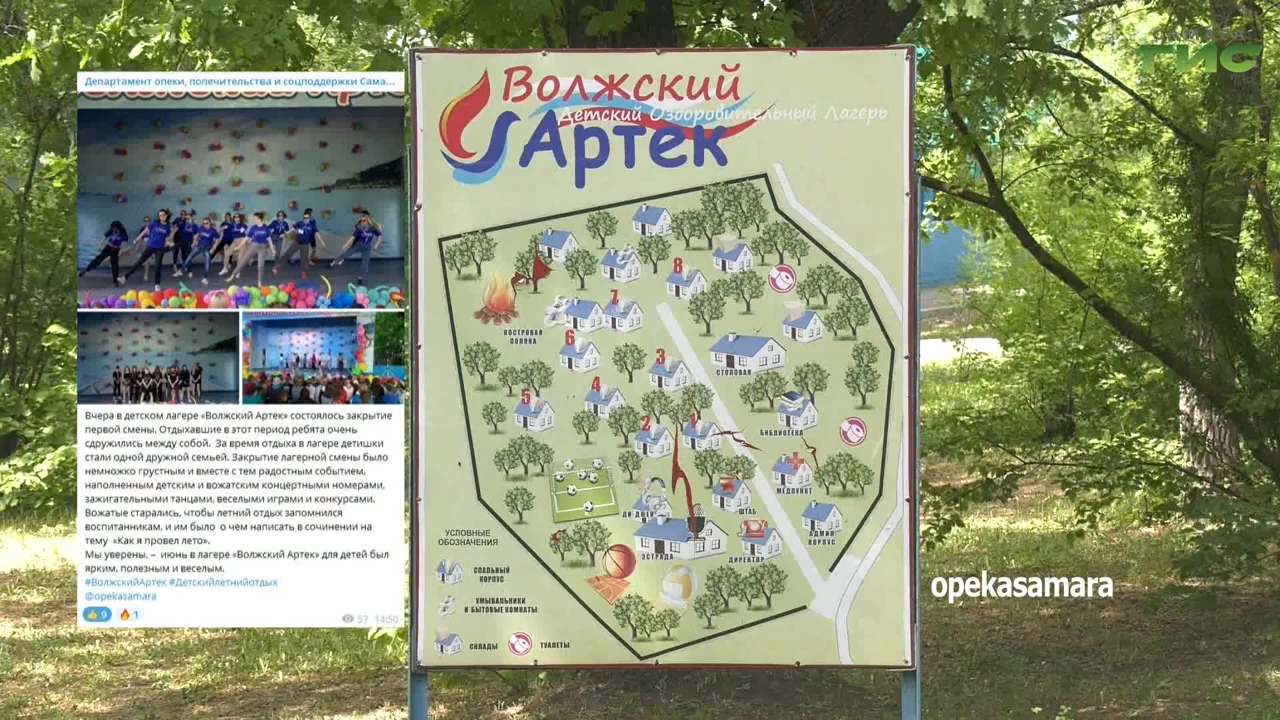 Департамент опеки, попечительства и соцподдержки Сама...
Вчера в детском лагере «Волжский Артек» состоялось закрытие
первой смены. Отдыхавшие в этот период ребята очень
сдружились между собой. За время отдыха в лагере детишки
стали одной дружной семьей. Закрытие лагерной смены было
немножко грустным и вместе с тем радостным событием,
наполненным детским и вожатским концертными номерами,
зажигательными танцами, веселыми играми и конкурсами.
Вожатые старались, чтобы летний отдых запомнился
воспитанникам, и им было о чем написать в сочинении на
тему «Как я провел лето».
Мы уверены, – июнь в лагере «Волжский Артек» для детей был
ярким, полезным и веселым.
#ВолжскийАртек #Детскийлетнийотдых
@opekasamara
9
1
57 14:50
Волжский
Детский Оздоровительный Лагерь
Артек
8
7
КОСТРОВАЯ
ПОЛЯНА
6
3
СТОЛОВАЯ
5
4
2
1
БИБЛИОТЕКА
МЕДПУНКТ
ШТАБ
АДМИН
КОРПУС
ЭСТРАДА
ДИРЕКТОР
УСЛОВНЫЕ
ОБОЗНАЧЕНИЯ
СПАЛЬНЫЙ
КОРПУС
УМЫВАЛЬНИКИ
И БЫТОВЫЕ КОМНАТЫ
СКЛАДЫ
ТУАЛЕТЫ
САМАРА
ГИС
opekasamara